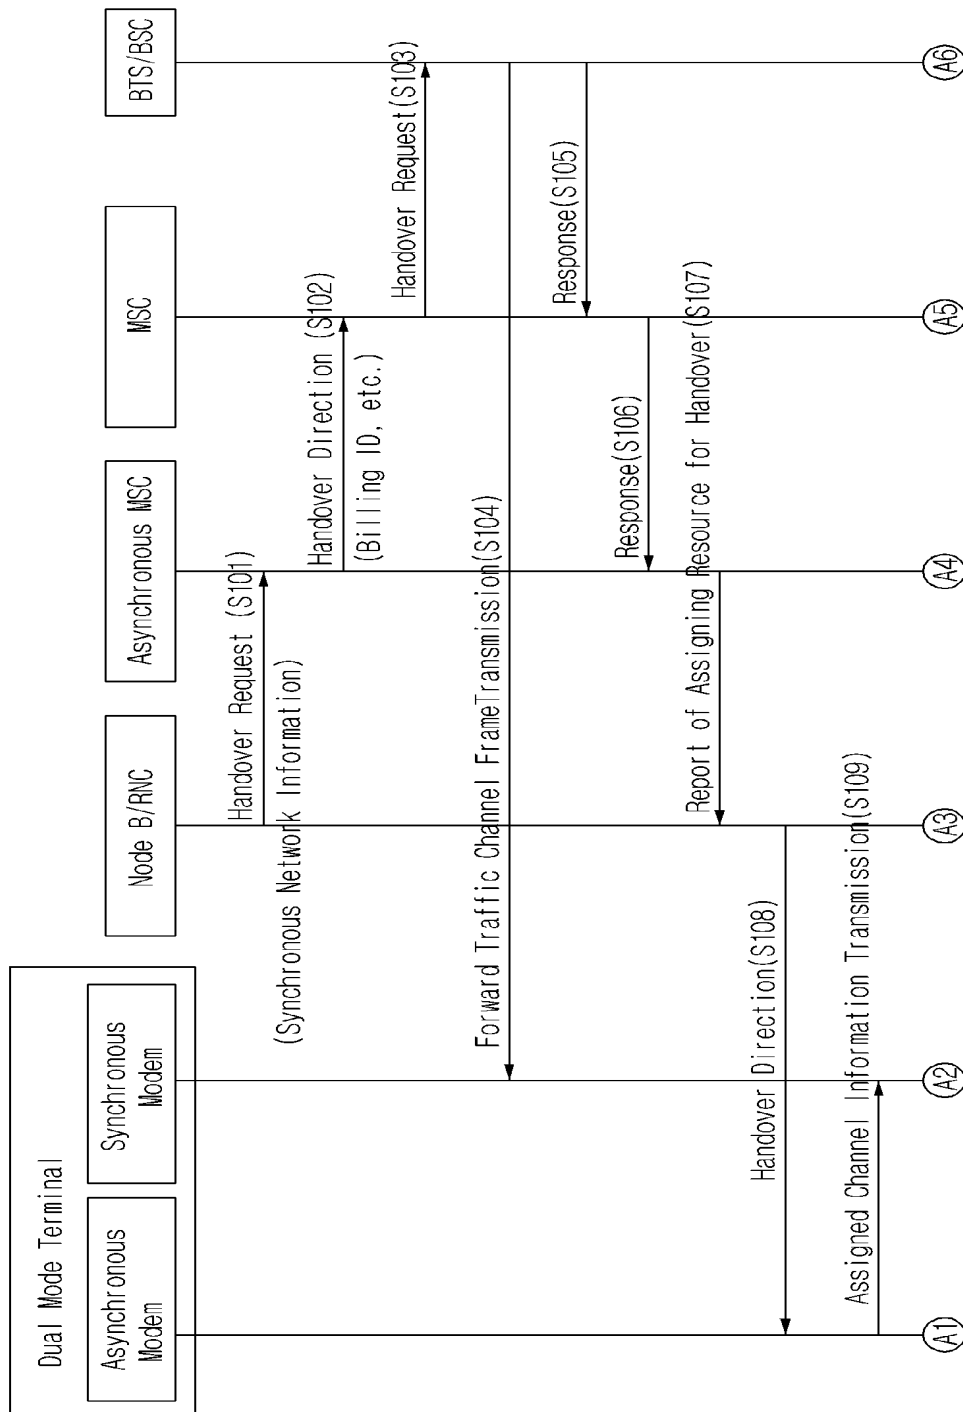 Dual Mode Terminal
Asynchronous
Modem
Synchronous
Modem
Node B/RNC
Asynchronous MSC
MSC
BTS/BSC
Handover Request (S101)
(Synchronous Network Information)
Handover Direction (S102)
(Billing ID, etc.)
Handover Request(S103)
Forward Traffic Channel FrameTransmission(S104)
Response(S105)
Response(S106)
Report of Assigning Resource for Handover(S107)
Handover Direction(S108)
Assigned Channel Information Transmission(S109)
A1
A2
A3
A4
A5
A6